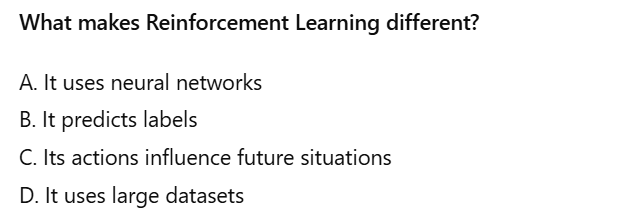 What makes Reinforcement Learning different?
A. It uses neural networks
B. It predicts labels
C. Its actions influence future situations
D. It uses large datasets